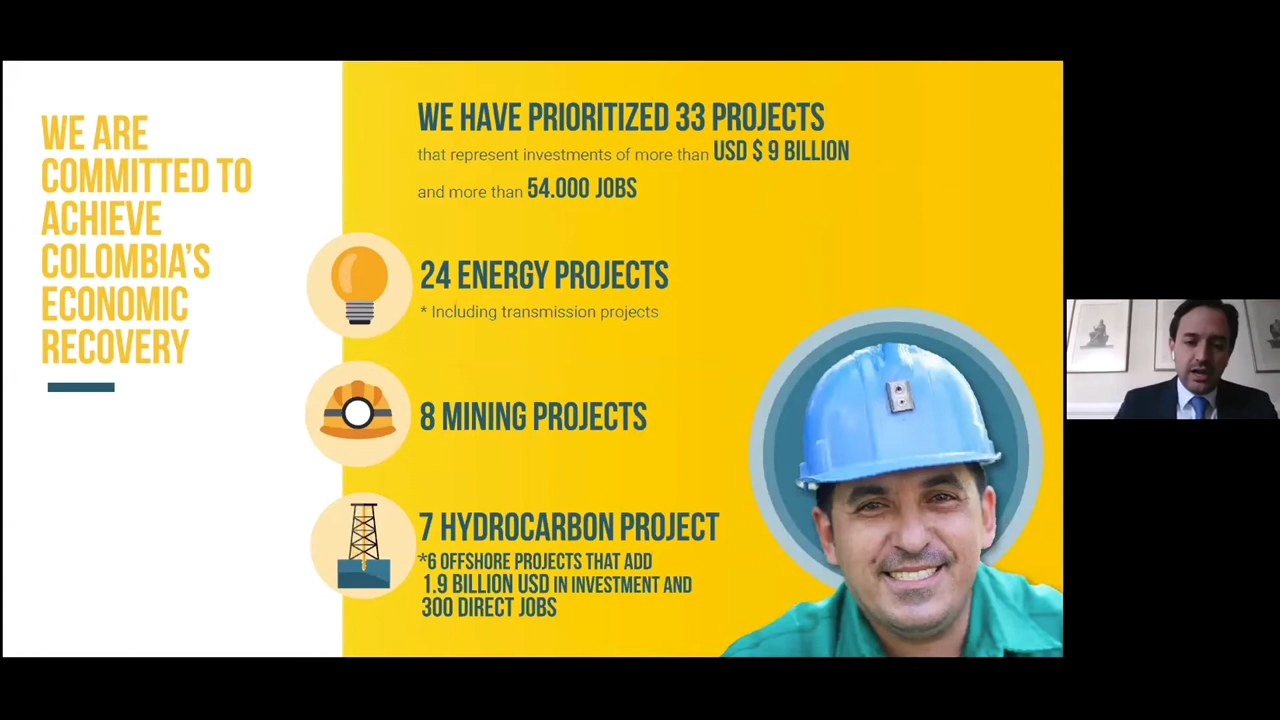 WE ARE
COMMITTED TO
ACHIEVE
COLOMBIA'S
ECONOMIC
RECOVERY
WE HAVE PRIORITIZED 33 PROJECTS
that represent investments of more than USD $ 9 BILLION
and more than 54.000 JOBS
24 ENERGY PROJECTS
* Including transmission projects
8 MINING PROJECTS
7 HYDROCARBON PROJECT
*6 OFFSHORE PROJECTS THAT ADD
1.9 BILLION USD IN INVESTMENT AND
300 DIRECT JOBS